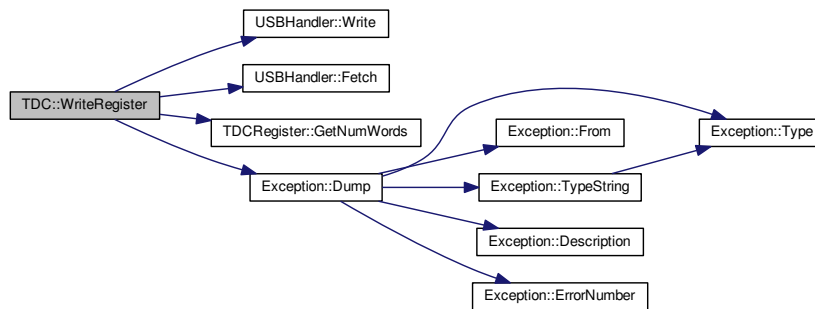 USBHandler::Write
USBHandler::Fetch
TDC::WriteRegister
TDCRegister::GetNumWords
Exception::From
Exception::Type
Exception::Dump
Exception::TypeString
Exception::Description
Exception::ErrorNumber